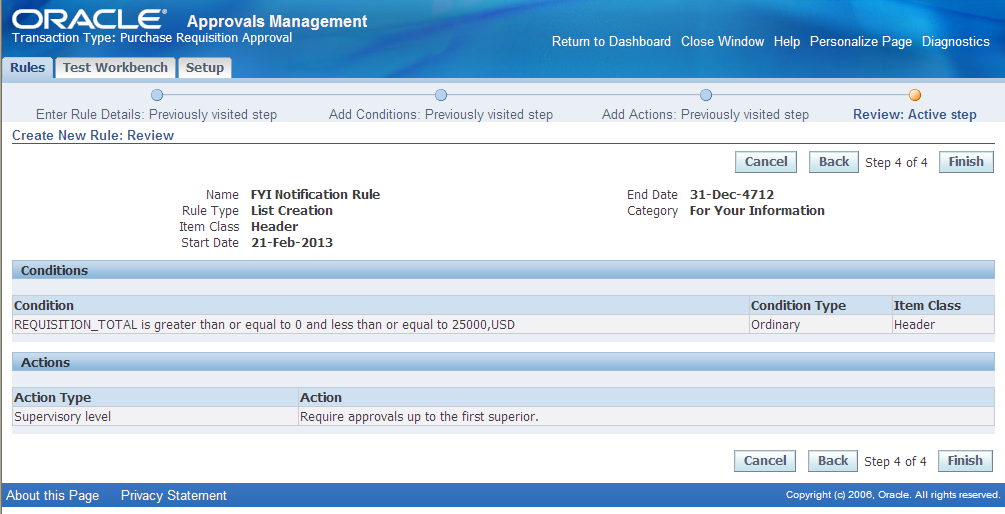 ORACLE® Approvals Management
Transaction Type: Purchase Requisition Approval
Return to Dashboard Close Window Help Personalize Page Diagnostics
Rules Test Workbench Setup
Enter Rule Details: Previously visited step Add Conditions: Previously visited step Add Actions: Previously visited step Review: Active step
Create New Rule: Review
Cancel Back Step 4 of 4 Finish
Name FYI Notification Rule End Date 31-Dec-4712
Rule Type List Creation Category For Your Information
Item Class Header
Start Date 21-Feb-2013
Conditions
Condition Condition Type Item Class
REQUISITION_TOTAL is greater than or equal to 0 and less than or equal to 25000,USD Ordinary Header
Actions
Action Type Action
Supervisory level Require approvals up to the first superior.
Cancel Back Step 4 of 4 Finish
About this Page Privacy Statement Copyright (c) 2006, Oracle. All rights reserved.